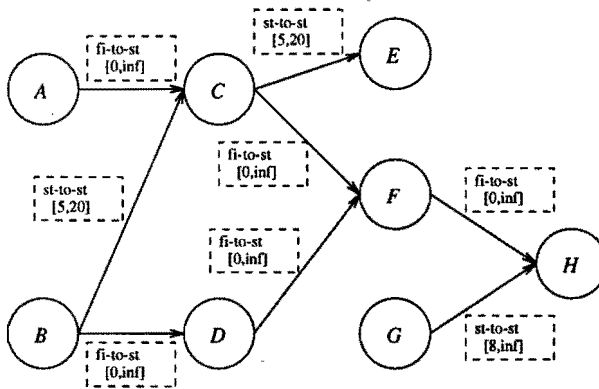 st-to-st
[5,20]
fi-to-st
[0,inf]
A
C
E
fi-to-st
[0,inf]
st-to-st
[5,20]
F
fi-to-st
[0,inf]
fi-to-st
[0,inf]
H
B
D
G
st-to-st
[8,inf]
fi-to-st
[0,inf]